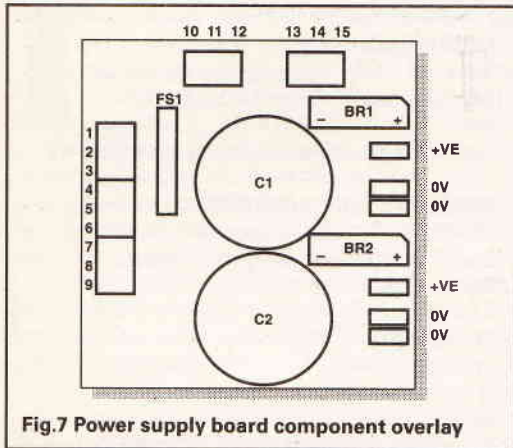 10 11 12 13 14 15
FS1
BR1
- +
1
2
3
4
5
6
7
8
9
C1
+VE
0V
0V
BR2
- +
C2
+VE
0V
0V
Fig.7 Power supply board component overlay